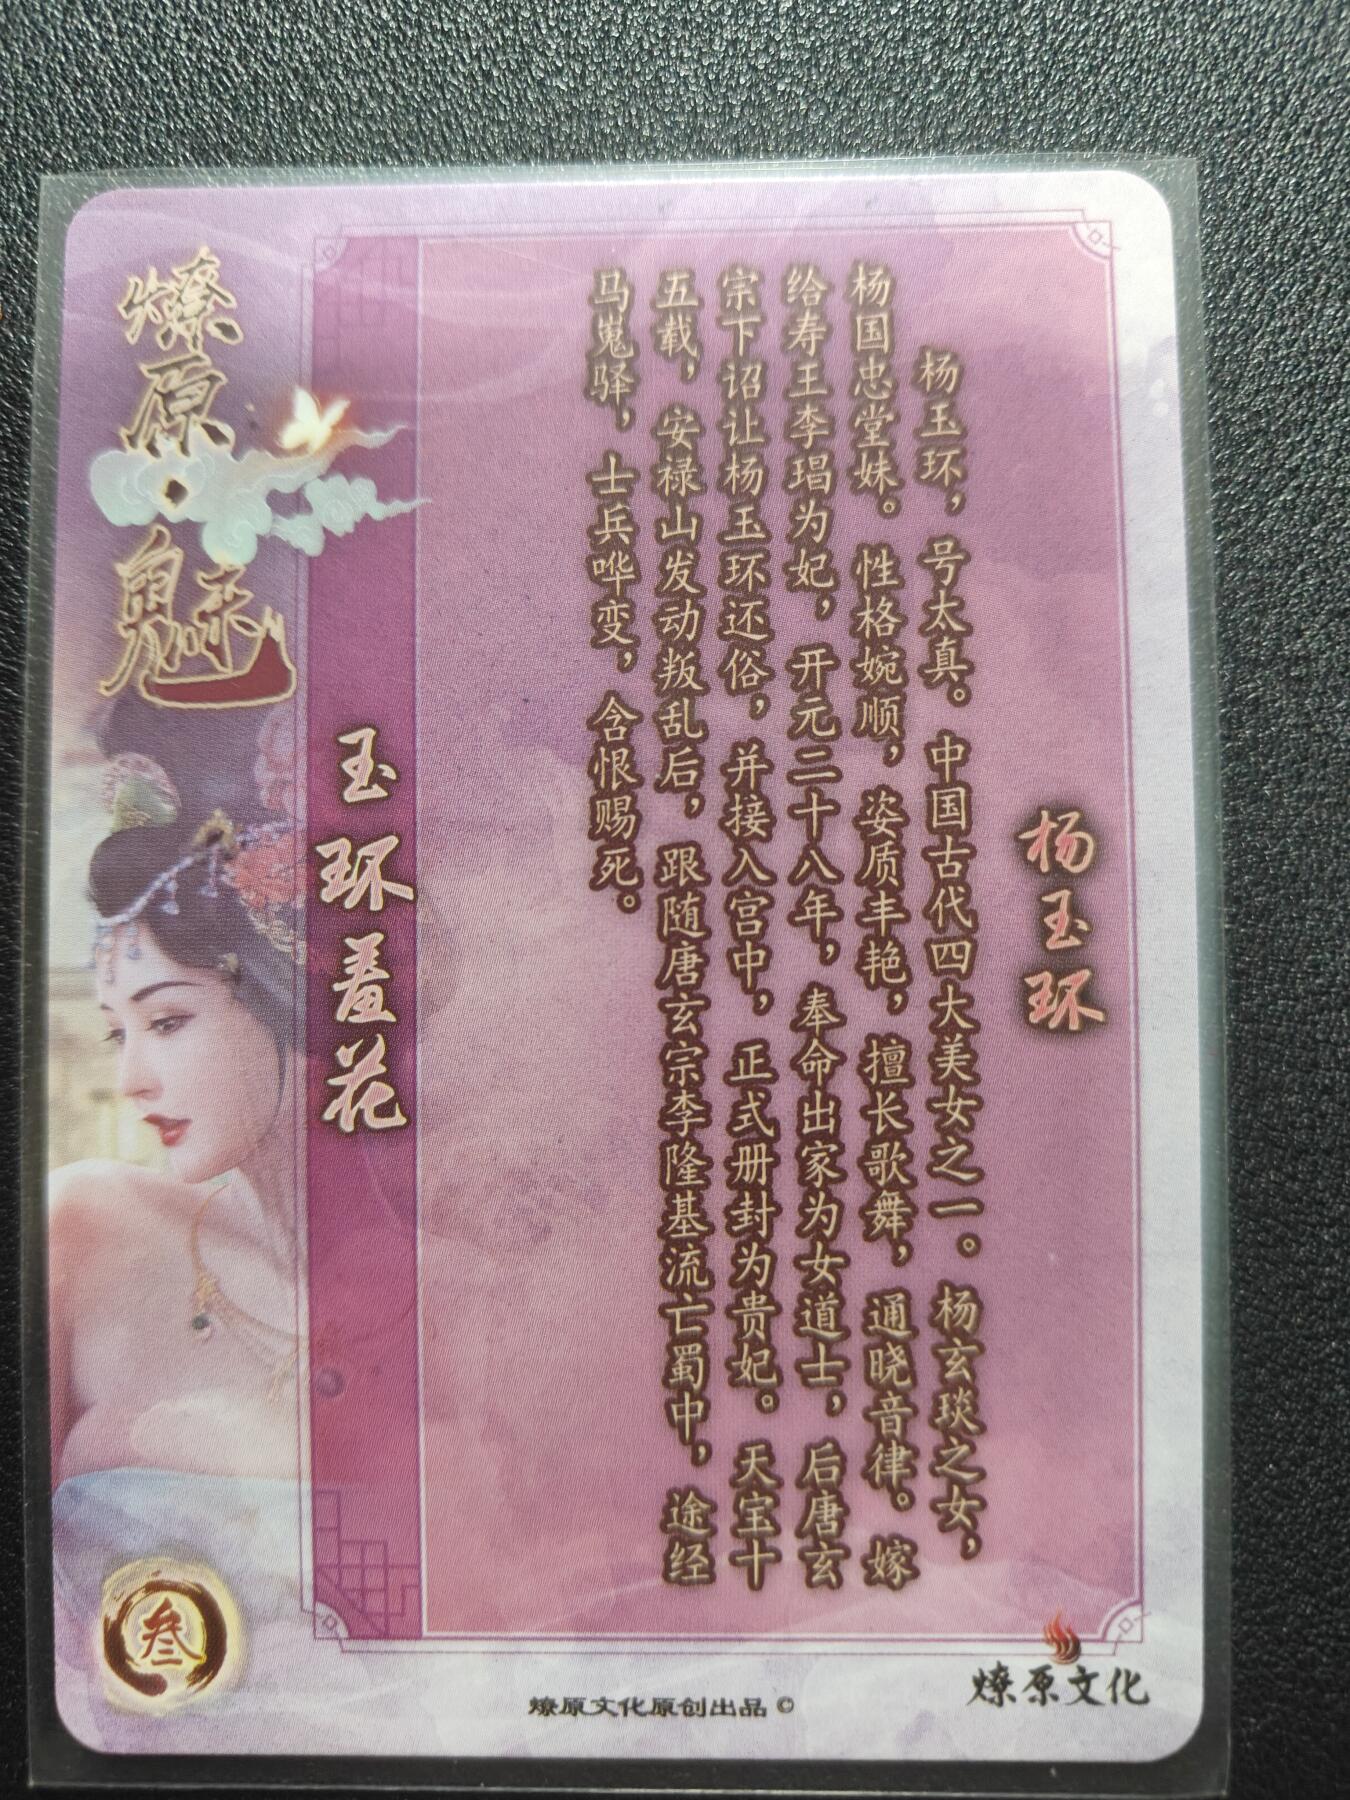 杨玉环
杨玉环，号太真。中国古代四大美女之一。杨玄琰之女，
杨国忠堂妹。性格婉顺，姿质丰艳，擅长歌舞，通晓音律。嫁
给寿王李瑁为妃，开元二十八年，奉命出家为女道士，后唐玄
宗下诏让杨玉环还俗，并接入宫中，正式册封为贵妃。天宝十
五载，安禄山发动叛乱后，跟随唐玄宗李隆基流亡蜀中，途经
马嵬驿，士兵哗变，含恨赐死。
玉环羞花
燎原·魅
叁
燎原文化原创出品©
燎原文化